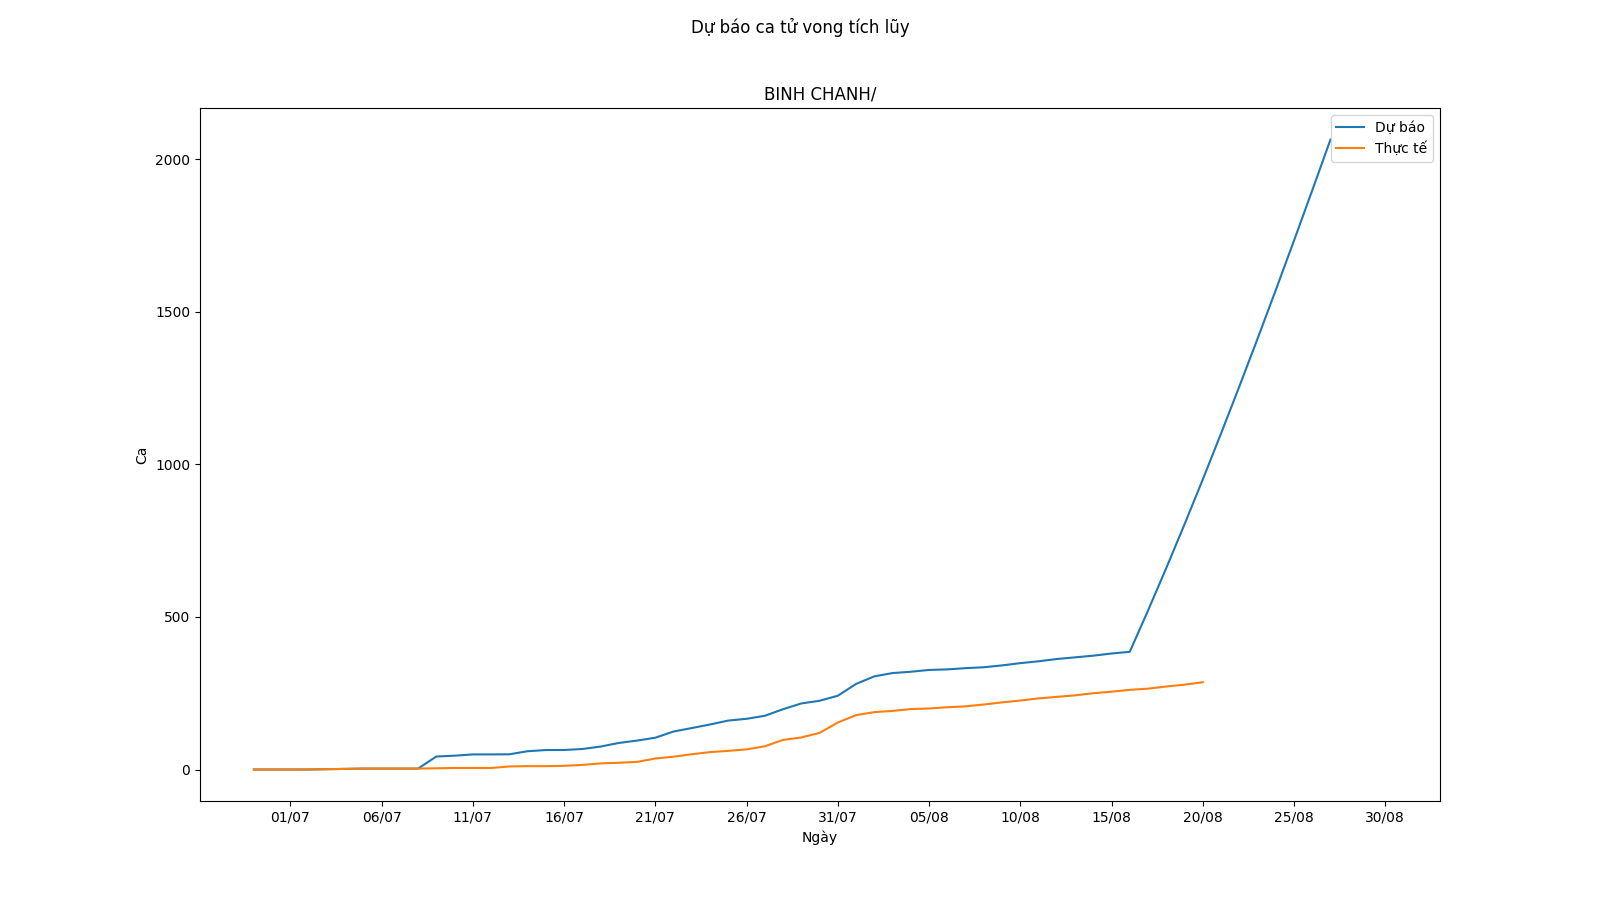 Dự báo ca tử vong tích lũy
BINH CHANH/
Dự báo
Thực tế
2000
1500
1000
500
0
Ca
01/07 06/07 11/07 16/07 21/07 26/07 31/07 05/08 10/08 15/08 20/08 25/08 30/08
Ngày